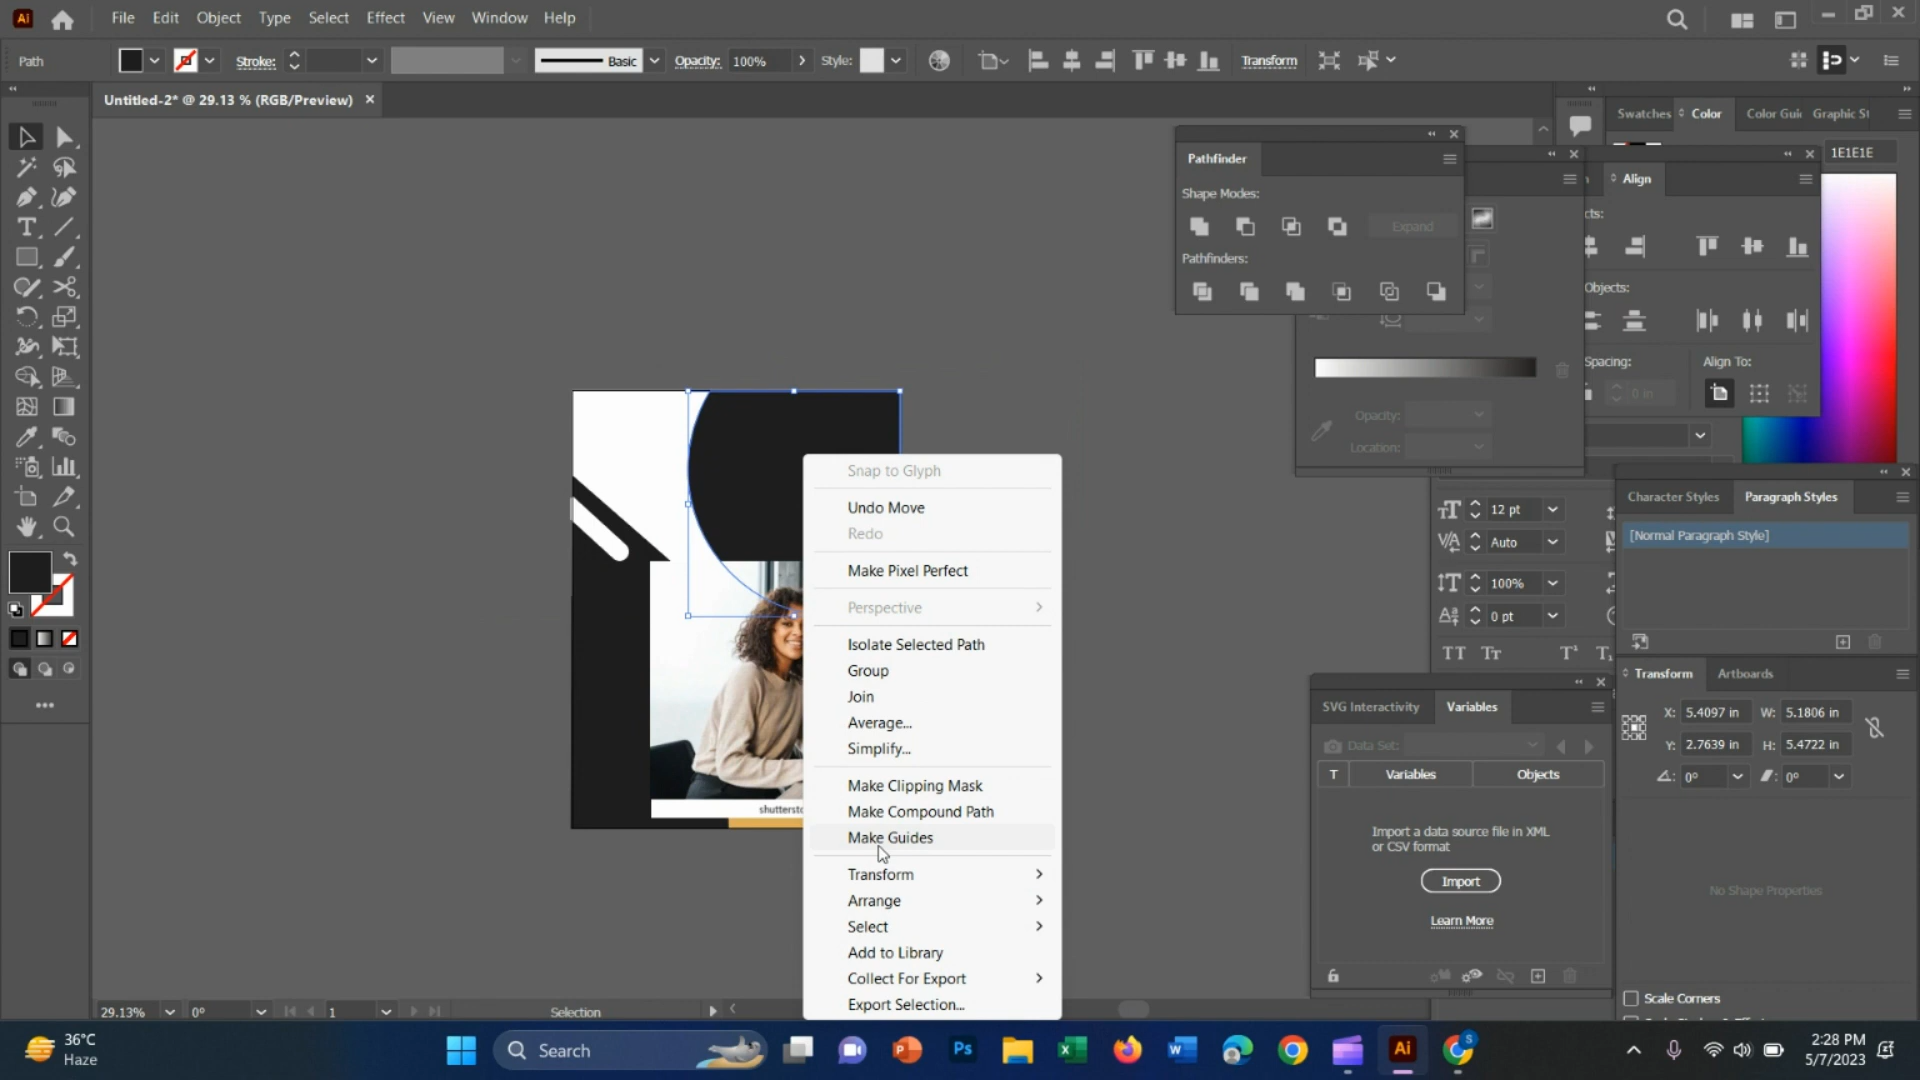 File Edit Object Type Select Effect View Window Help
Path Stroke: Basic Opacity: 100% Style: Transform
Untitled-2* @ 29.13 % (RGB/Preview)
Swatches Color Color Gui Graphic St
1E1E1E
Pathfinder
Shape Modes:
Expand
Pathfinders:
Align
cts:
Objects:
Spacing: Align To:
0 in
Opacity:
Location:
Snap to Glyph
Undo Move
Redo
Make Pixel Perfect
Perspective
Isolate Selected Path
Group
Join
Average...
Simplify...
Make Clipping Mask
Make Compound Path
Make Guides
Transform
Arrange
Select
Add to Library
Collect For Export
Export Selection...
shuttersto
12 pt
Auto
100%
0 pt
Character Styles Paragraph Styles
[Normal Paragraph Style]
SVG Interactivity Variables
Data Set:
T Variables Objects
Import a data source file in XML
or CSV format
Import
Learn More
Transform Artboards
X: 5.4097 in W: 5.1806 in
Y: 2.7639 in H: 5.4722 in
0° 0°
No Shape Properties
Scale Corners
29.13% 0° 1 Selection
36°C
Haze
Search
2:28 PM
5/7/2023